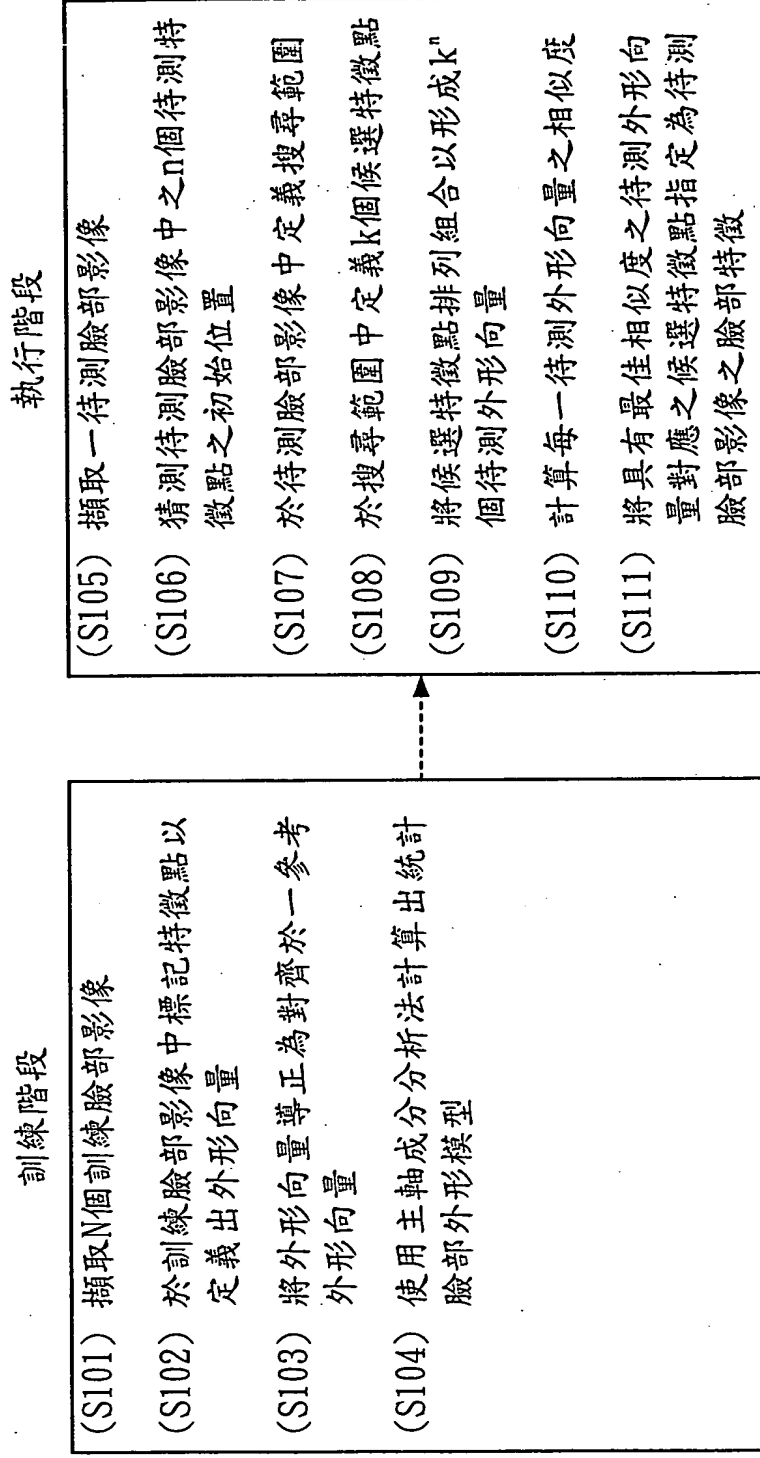 訓練階段
(S101) 擷取N個訓練臉部影像
(S102) 於訓練臉部影像中標記特徵點以
定義出外形向量
(S103) 將外形向量導正為對齊於一參考
外形向量
(S104) 使用主軸成分分析法計算出統計
臉部外形模型
執行階段
(S105) 擷取一待測臉部影像
(S106) 猜測待測臉部影像中之n個待測特
徵點之初始位置
(S107) 於待測臉部影像中定義搜尋範圍
(S108) 於搜尋範圍中定義k個候選特徵點
(S109) 將候選特徵點排列組合以形成kⁿ
個待測外形向量
(S110) 計算每一待測外形向量之相似度
(S111) 將具有最佳相似度之待測外形向
量對應之候選特徵點指定為待測
臉部影像之臉部特徵